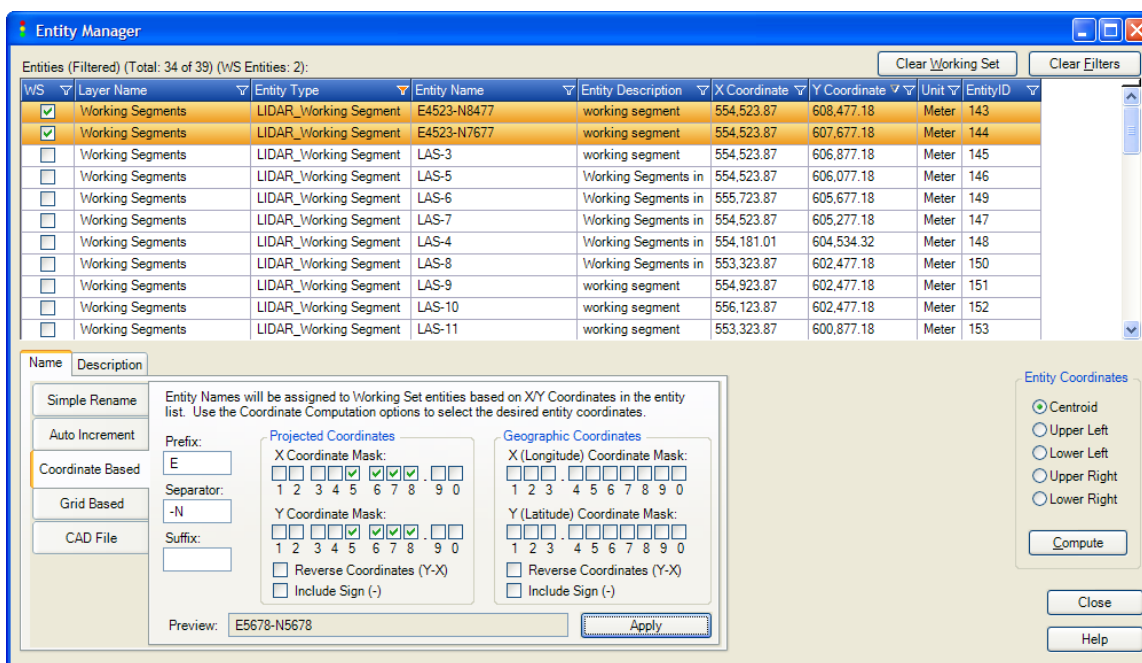 Entity Manager
Entities (Filtered) (Total: 34 of 39) (WS Entities: 2):
Clear Working Set
Clear Filters
WS Layer Name Entity Type Entity Name Entity Description X Coordinate Y Coordinate Unit EntityID
Working Segments LIDAR_Working Segment E4523-N8477 working segment 554,523.87 608,477.18 Meter 143
Working Segments LIDAR_Working Segment E4523-N7677 working segment 554,523.87 607,677.18 Meter 144
Working Segments LIDAR_Working Segment LAS-3 working segment 554,523.87 606,877.18 Meter 145
Working Segments LIDAR_Working Segment LAS-5 Working Segments in 554,523.87 606,077.18 Meter 146
Working Segments LIDAR_Working Segment LAS-6 Working Segments in 555,723.87 605,677.18 Meter 149
Working Segments LIDAR_Working Segment LAS-7 Working Segments in 554,523.87 605,277.18 Meter 147
Working Segments LIDAR_Working Segment LAS-4 Working Segments in 554,181.01 604,534.32 Meter 148
Working Segments LIDAR_Working Segment LAS-8 Working Segments in 553,323.87 602,477.18 Meter 150
Working Segments LIDAR_Working Segment LAS-9 working segment 554,923.87 602,477.18 Meter 151
Working Segments LIDAR_Working Segment LAS-10 working segment 556,123.87 602,477.18 Meter 152
Working Segments LIDAR_Working Segment LAS-11 working segment 553,323.87 600,877.18 Meter 153
Name Description
Simple Rename
Auto Increment
Coordinate Based
Grid Based
CAD File
Entity Names will be assigned to Working Set entities based on X/Y Coordinates in the entity
list. Use the Coordinate Computation options to select the desired entity coordinates.
Prefix:
E
Separator:
-N
Suffix:
Projected Coordinates
X Coordinate Mask:
.
1 2 3 4 5 6 7 8 9 0
Y Coordinate Mask:
.
1 2 3 4 5 6 7 8 9 0
Reverse Coordinates (Y-X)
Include Sign (-)
Geographic Coordinates
X (Longitude) Coordinate Mask:
.
1 2 3 4 5 6 7 8 9 0
Y (Latitude) Coordinate Mask:
.
1 2 3 4 5 6 7 8 9 0
Reverse Coordinates (Y-X)
Include Sign (-)
Preview: E5678-N5678
Apply
Entity Coordinates
Centroid
Upper Left
Lower Left
Upper Right
Lower Right
Compute
Close
Help